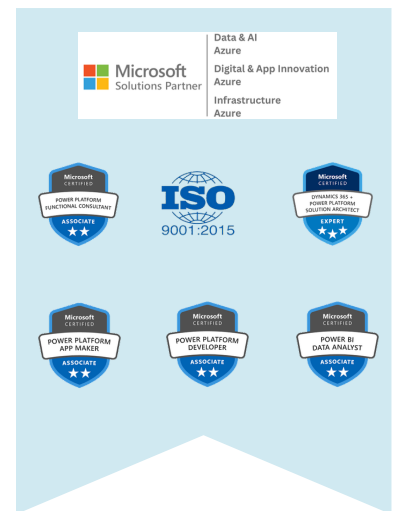 Microsoft
Solutions Partner
Data & AI
Azure
Digital & App Innovation
Azure
Infrastructure
Azure
Microsoft
CERTIFIED
POWER PLATFORM
FUNCTIONAL CONSULTANT
ASSOCIATE
ISO
9001:2015
Microsoft
CERTIFIED
DYNAMICS 365 +
POWER PLATFORM
SOLUTION ARCHITECT
EXPERT
Microsoft
CERTIFIED
POWER PLATFORM
APP MAKER
ASSOCIATE
Microsoft
CERTIFIED
POWER PLATFORM
DEVELOPER
ASSOCIATE
Microsoft
CERTIFIED
POWER BI
DATA ANALYST
ASSOCIATE